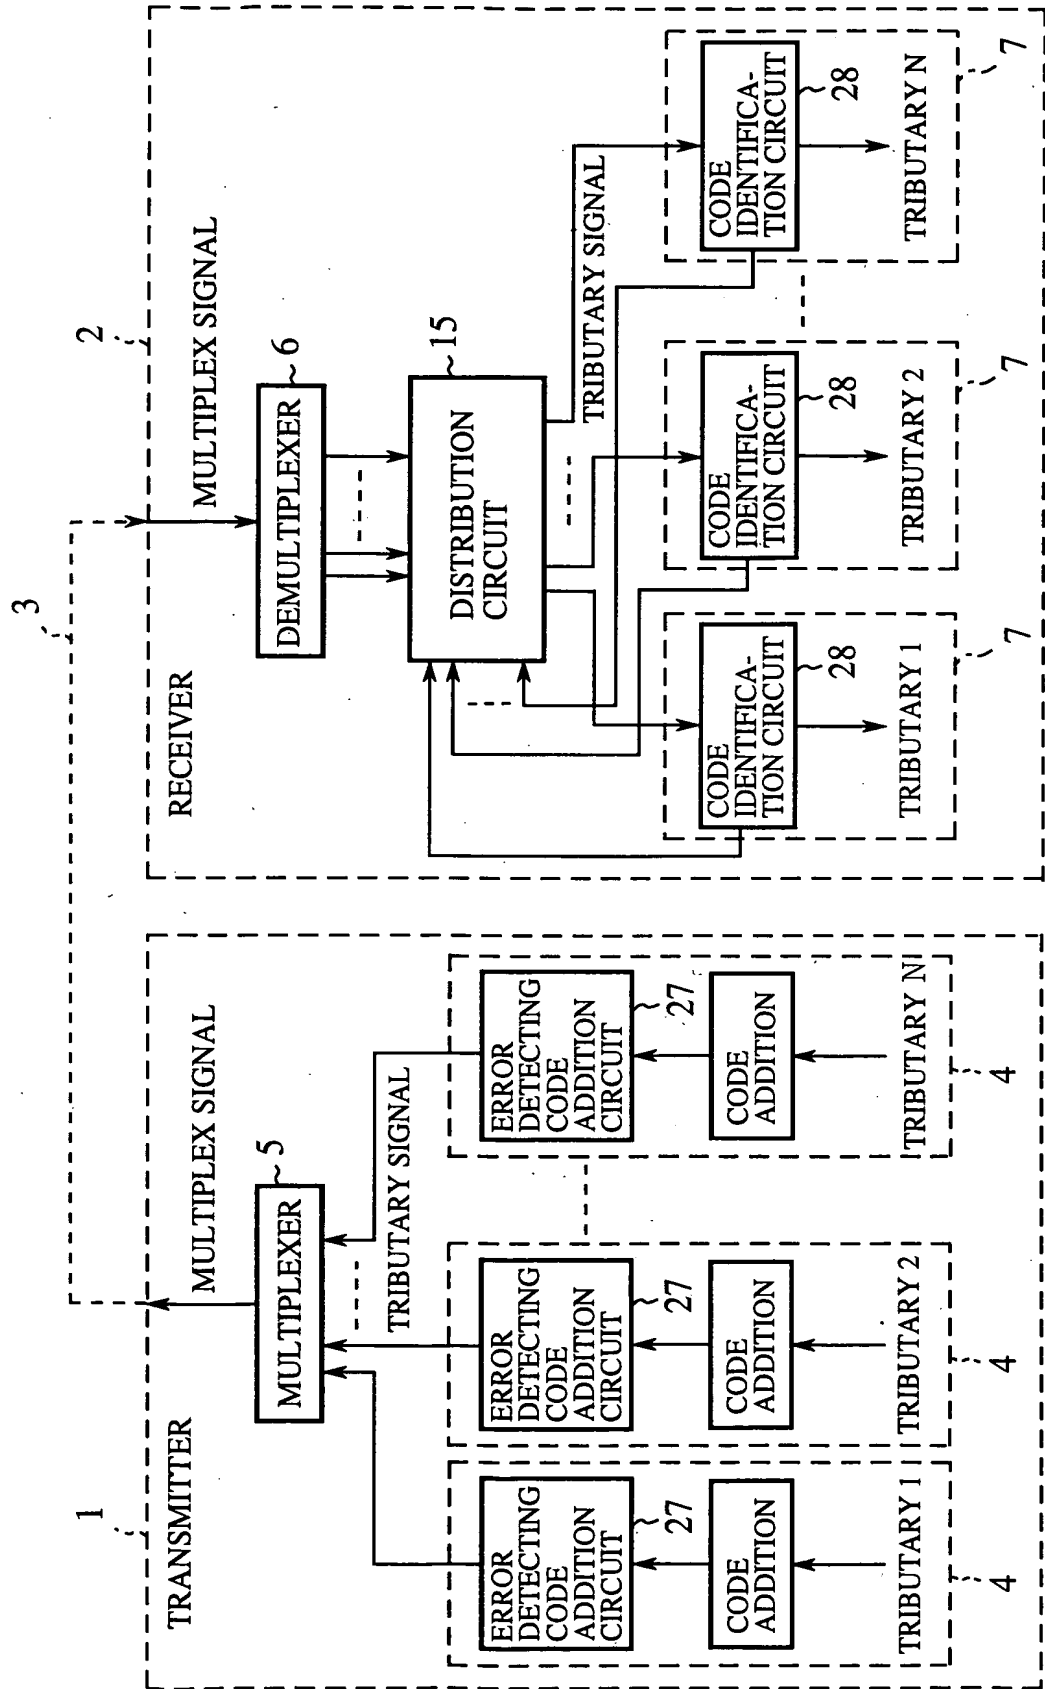 3
1
TRANSMITTER
MULTIPLEX SIGNAL
MULTIPLEXER
5
TRIBUTARY SIGNAL
ERROR
DETECTING
CODE
ADDITION
CIRCUIT
27
CODE
ADDITION
TRIBUTARY 1
4
ERROR
DETECTING
CODE
ADDITION
CIRCUIT
27
CODE
ADDITION
TRIBUTARY 2
4
ERROR
DETECTING
CODE
ADDITION
CIRCUIT
27
CODE
ADDITION
TRIBUTARY N
4
2
RECEIVER
MULTIPLEX SIGNAL
DEMULTIPLEXER
6
DISTRIBUTION
CIRCUIT
15
TRIBUTARY SIGNAL
CODE
IDENTIFICA-
TION CIRCUIT
28
TRIBUTARY 1
7
CODE
IDENTIFICA-
TION CIRCUIT
28
TRIBUTARY 2
7
CODE
IDENTIFICA-
TION CIRCUIT
28
TRIBUTARY N
7